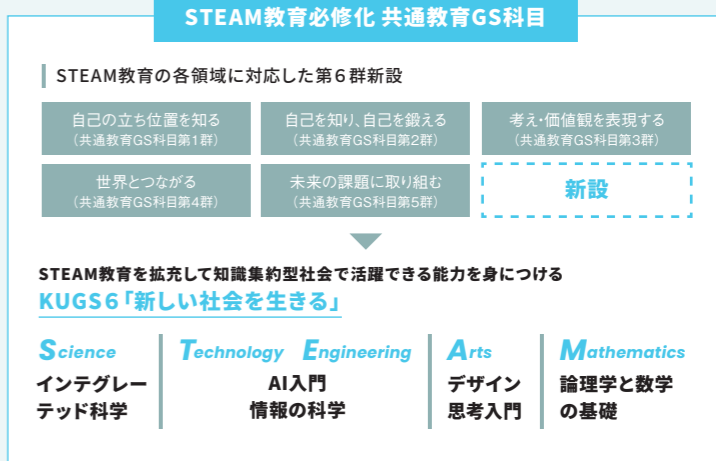 STEAM教育必修化 共通教育GS科目
STEAM教育の各領域に対応した第6群新設
自己の立ち位置を知る
（共通教育GS科目第1群）
自己を知り、自己を鍛える
（共通教育GS科目第2群）
考え・価値観を表現する
（共通教育GS科目第3群）
世界とつながる
（共通教育GS科目第4群）
未来の課題に取り組む
（共通教育GS科目第5群）
新設
STEAM教育を拡充して知識集約型社会で活躍できる能力を身につける
KUGS6「新しい社会を生きる」
Science
インテグレー
テッド科学
Technology Engineering
AI入門
情報の科学
Arts
デザイン
思考入門
Mathematics
論理学と数学
の基礎